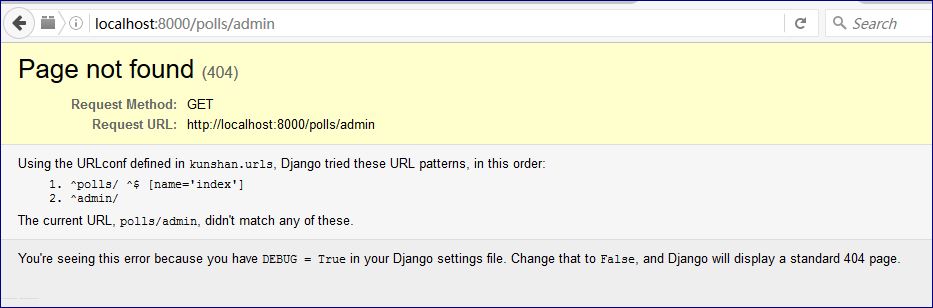 localhost:8000/polls/admin
Search
Page not found (404)
Request Method: GET
Request URL: http://localhost:8000/polls/admin
Using the URLconf defined in kunshan.urls, Django tried these URL patterns, in this order:
1. ^polls/ ^$ [name='index']
2. ^admin/
The current URL, polls/admin, didn't match any of these.
You're seeing this error because you have DEBUG = True in your Django settings file. Change that to False, and Django will display a standard 404 page.